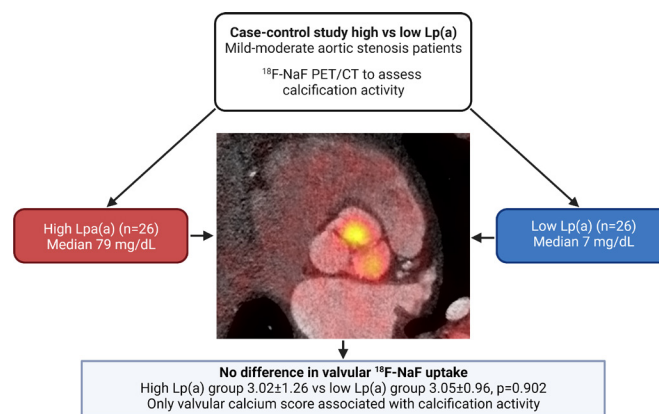 Case-control study high vs low Lp(a)
Mild-moderate aortic stenosis patients
¹⁸F-NaF PET/CT to assess
calcification activity
High Lpa(a) (n=26)
Median 79 mg/dL
Low Lp(a) (n=26)
Median 7 mg/dL
No difference in valvular ¹⁸F-NaF uptake
High Lp(a) group 3.02±1.26 vs low Lp(a) group 3.05±0.96, p=0.902
Only valvular calcium score associated with calcification activity